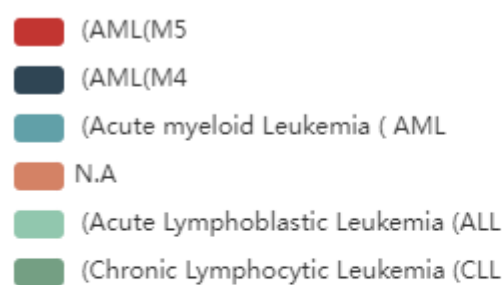 (AML(M5
(AML(M4
(Acute myeloid Leukemia ( AML
N.A
(Acute Lymphoblastic Leukemia (ALL
(Chronic Lymphocytic Leukemia (CLL